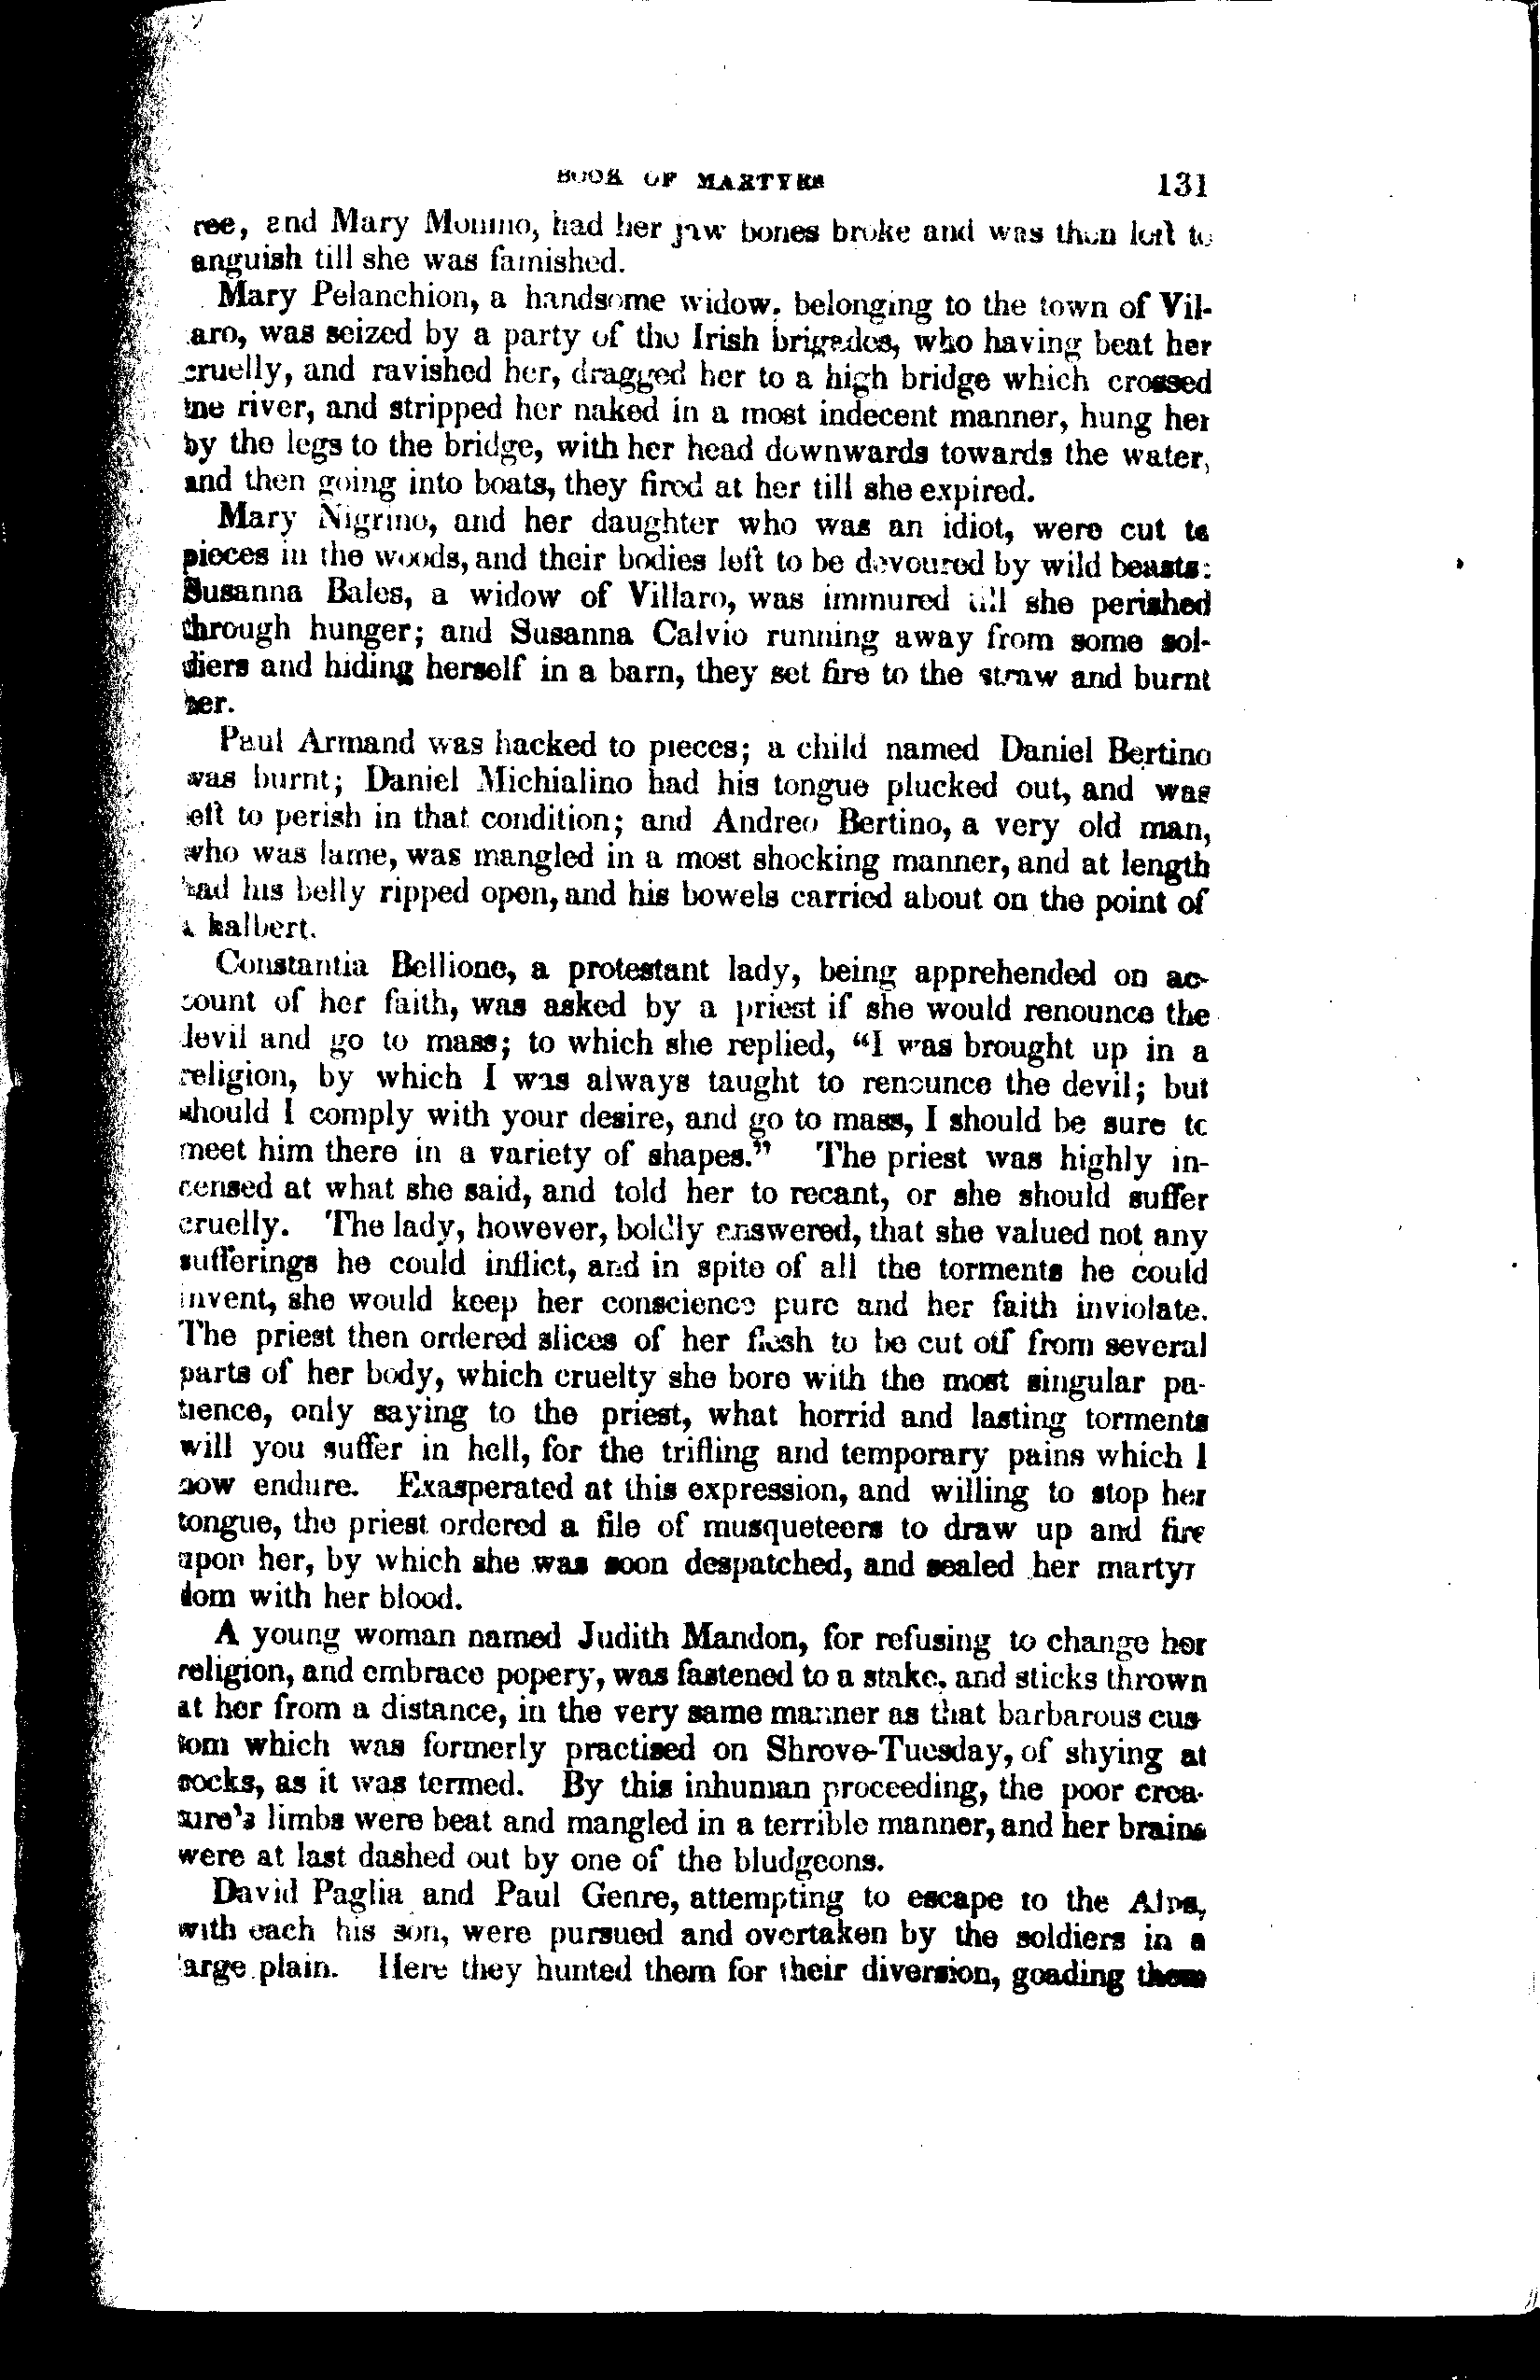 BOOK OF MARTYRS 131
ree, and Mary Monino, had her jaw bones broke and was then left to
anguish till she was famished.
Mary Pelanchion, a handsome widow, belonging to the town of Vil-
aro, was seized by a party of the Irish brigades, who having beat her
cruelly, and ravished her, dragged her to a high bridge which crossed
the river, and stripped her naked in a most indecent manner, hung her
by the legs to the bridge, with her head downwards towards the water,
and then going into boats, they fired at her till she expired.
Mary Nigrino, and her daughter who was an idiot, were cut to
pieces in the woods, and their bodies left to be devoured by wild beasts:
Susanna Bales, a widow of Villaro, was immured till she perished
through hunger; and Susanna Calvio running away from some sol-
diers and hiding herself in a barn, they set fire to the straw and burnt
her.
Paul Armand was hacked to pieces; a child named Daniel Bertino
was burnt; Daniel Michialino had his tongue plucked out, and was
left to perish in that condition; and Andreo Bertino, a very old man,
who was lame, was mangled in a most shocking manner, and at length
had his belly ripped open, and his bowels carried about on the point of
a halbert.
Constantia Bellione, a protestant lady, being apprehended on ac-
count of her faith, was asked by a priest if she would renounce the
devil and go to mass; to which she replied, “I was brought up in a
religion, by which I was always taught to renounce the devil; but
should I comply with your desire, and go to mass, I should be sure to
meet him there in a variety of shapes.” The priest was highly in-
censed at what she said, and told her to recant, or she should suffer
cruelly. The lady, however, boldly answered, that she valued not any
sufferings he could inflict, and in spite of all the torments he could
invent, she would keep her conscience pure and her faith inviolate.
The priest then ordered slices of her flesh to be cut off from several
parts of her body, which cruelty she bore with the most singular pa-
tience, only saying to the priest, what horrid and lasting torments
will you suffer in hell, for the trifling and temporary pains which I
now endure. Exasperated at this expression, and willing to stop her
tongue, the priest ordered a file of musqueteers to draw up and fire
upon her, by which she was soon despatched, and sealed her martyr
dom with her blood.
A young woman named Judith Mandon, for refusing to change her
religion, and embrace popery, was fastened to a stake, and sticks thrown
at her from a distance, in the very same manner as that barbarous cus-
tom which was formerly practised on Shrove-Tuesday, of shying at
cocks, as it was termed. By this inhuman proceeding, the poor crea-
ture's limbs were beat and mangled in a terrible manner, and her brains
were at last dashed out by one of the bludgeons.
David Paglia and Paul Genre, attempting to escape to the Alps,
with each his son, were pursued and overtaken by the soldiers in a
large plain. Here they hunted them for their diversion, goading them